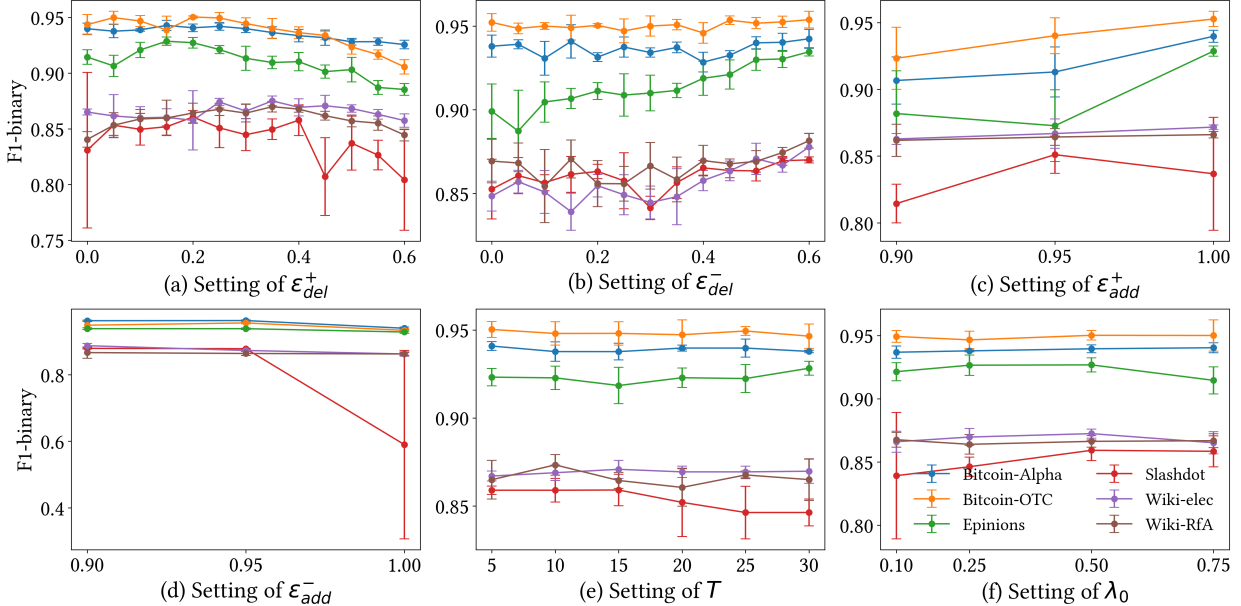 F1-binary
0.95
0.90
0.85
0.80
0.75
0.0 0.2 0.4 0.6
(a) Setting of ε⁺del
0.95
0.90
0.85
0.0 0.2 0.4 0.6
(b) Setting of ε⁻del
0.95
0.90
0.85
0.80
0.90 0.95 1.00
(c) Setting of ε⁺add
F1-binary
0.8
0.6
0.4
0.90 0.95 1.00
(d) Setting of ε⁻add
0.95
0.90
0.85
5 10 15 20 25 30
(e) Setting of T
0.95
0.90
0.85
0.80
Bitcoin-Alpha
Bitcoin-OTC
Epinions
Slashdot
Wiki-elec
Wiki-RfA
0.10 0.25 0.50 0.75
(f) Setting of λ₀